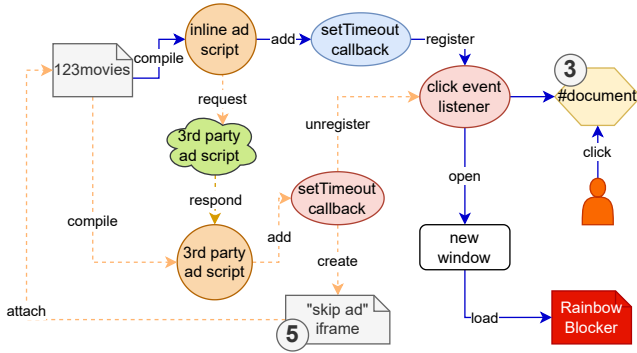 inline ad
script
setTimeout
callback
add
register
compile
123movies
click event
listener
3
#document
request
unregister
3rd party
ad script
click
setTimeout
callback
respond
open
compile
add
new
window
3rd party
ad script
create
attach
"skip ad"
iframe
5
load
Rainbow
Blocker